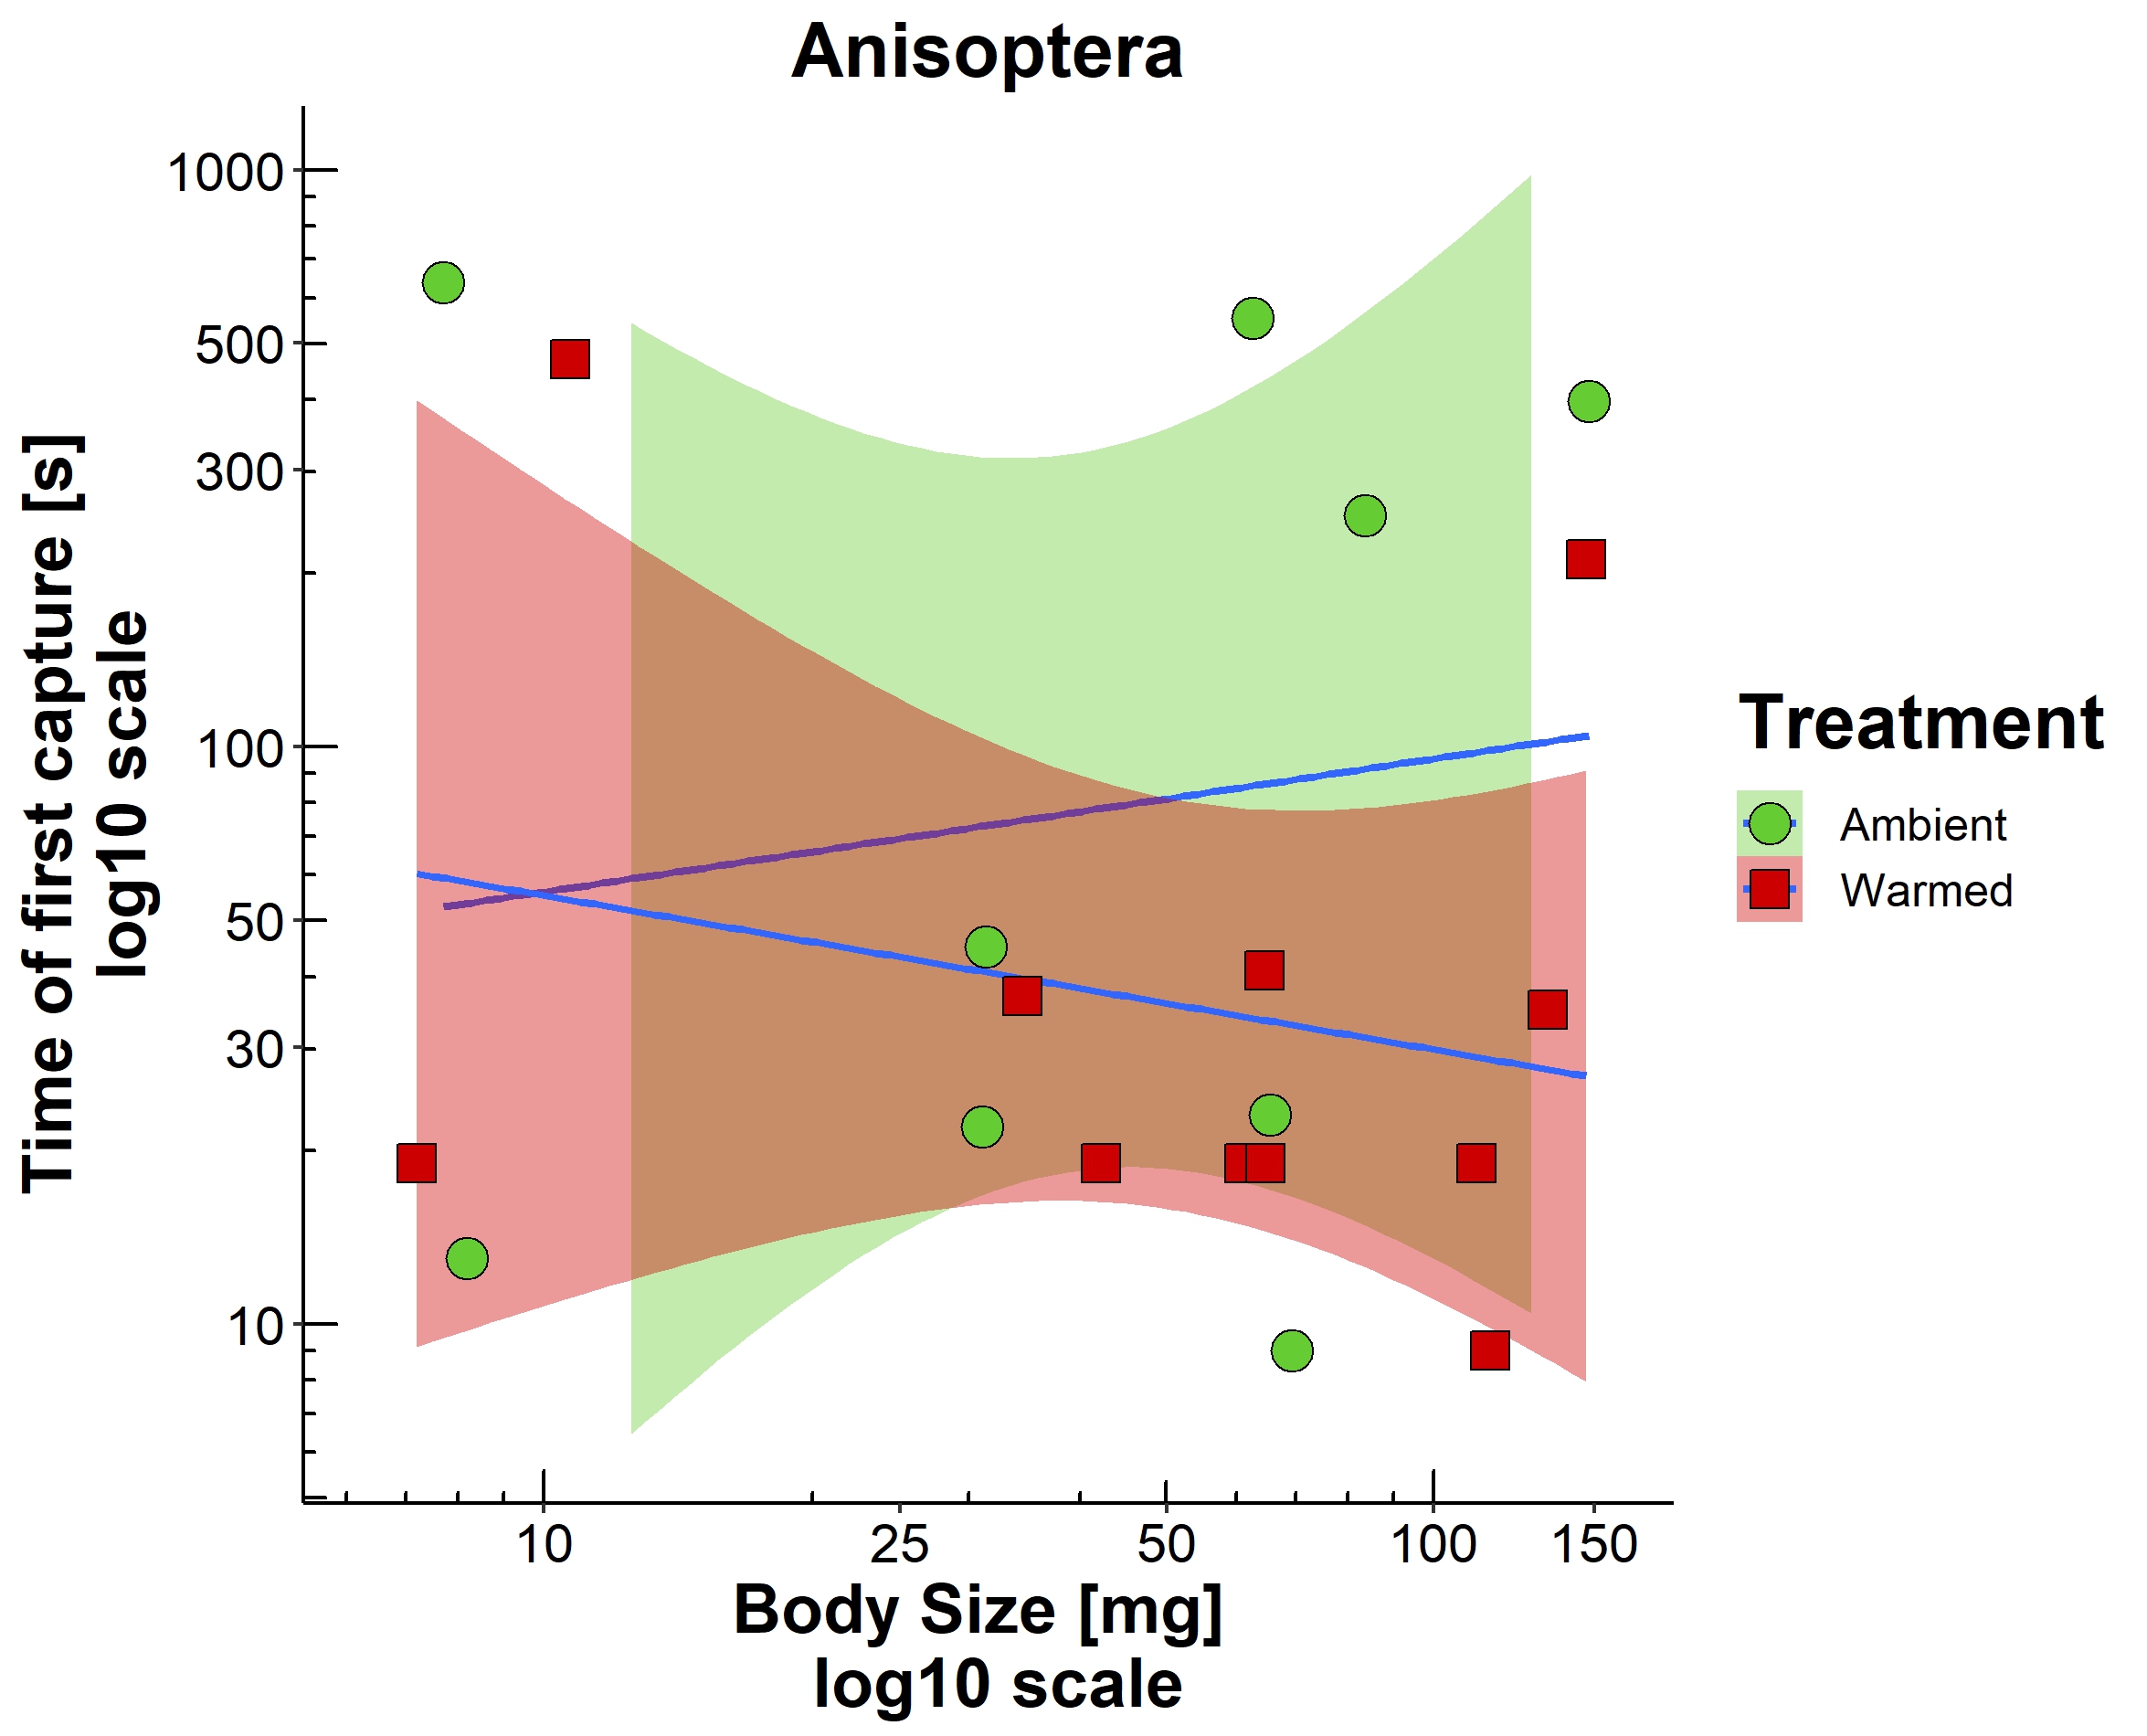 Anisoptera
Time of first capture [s]
log10 scale
1000
500
300
100
50
30
10
10 25 50 100 150
Body Size [mg]
log10 scale
Treatment
Ambient
Warmed